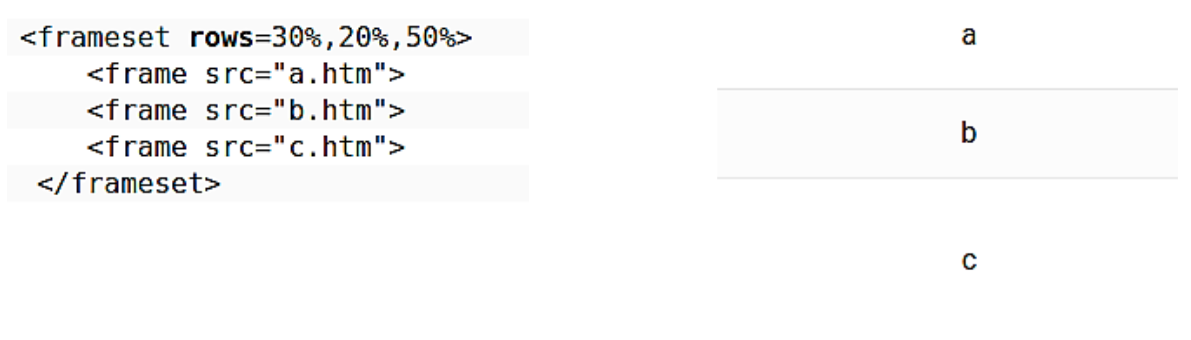 <frameset rows=30%,20%,50%>
<frame src="a.htm">
<frame src="b.htm">
<frame src="c.htm">
</frameset>
a
b
c